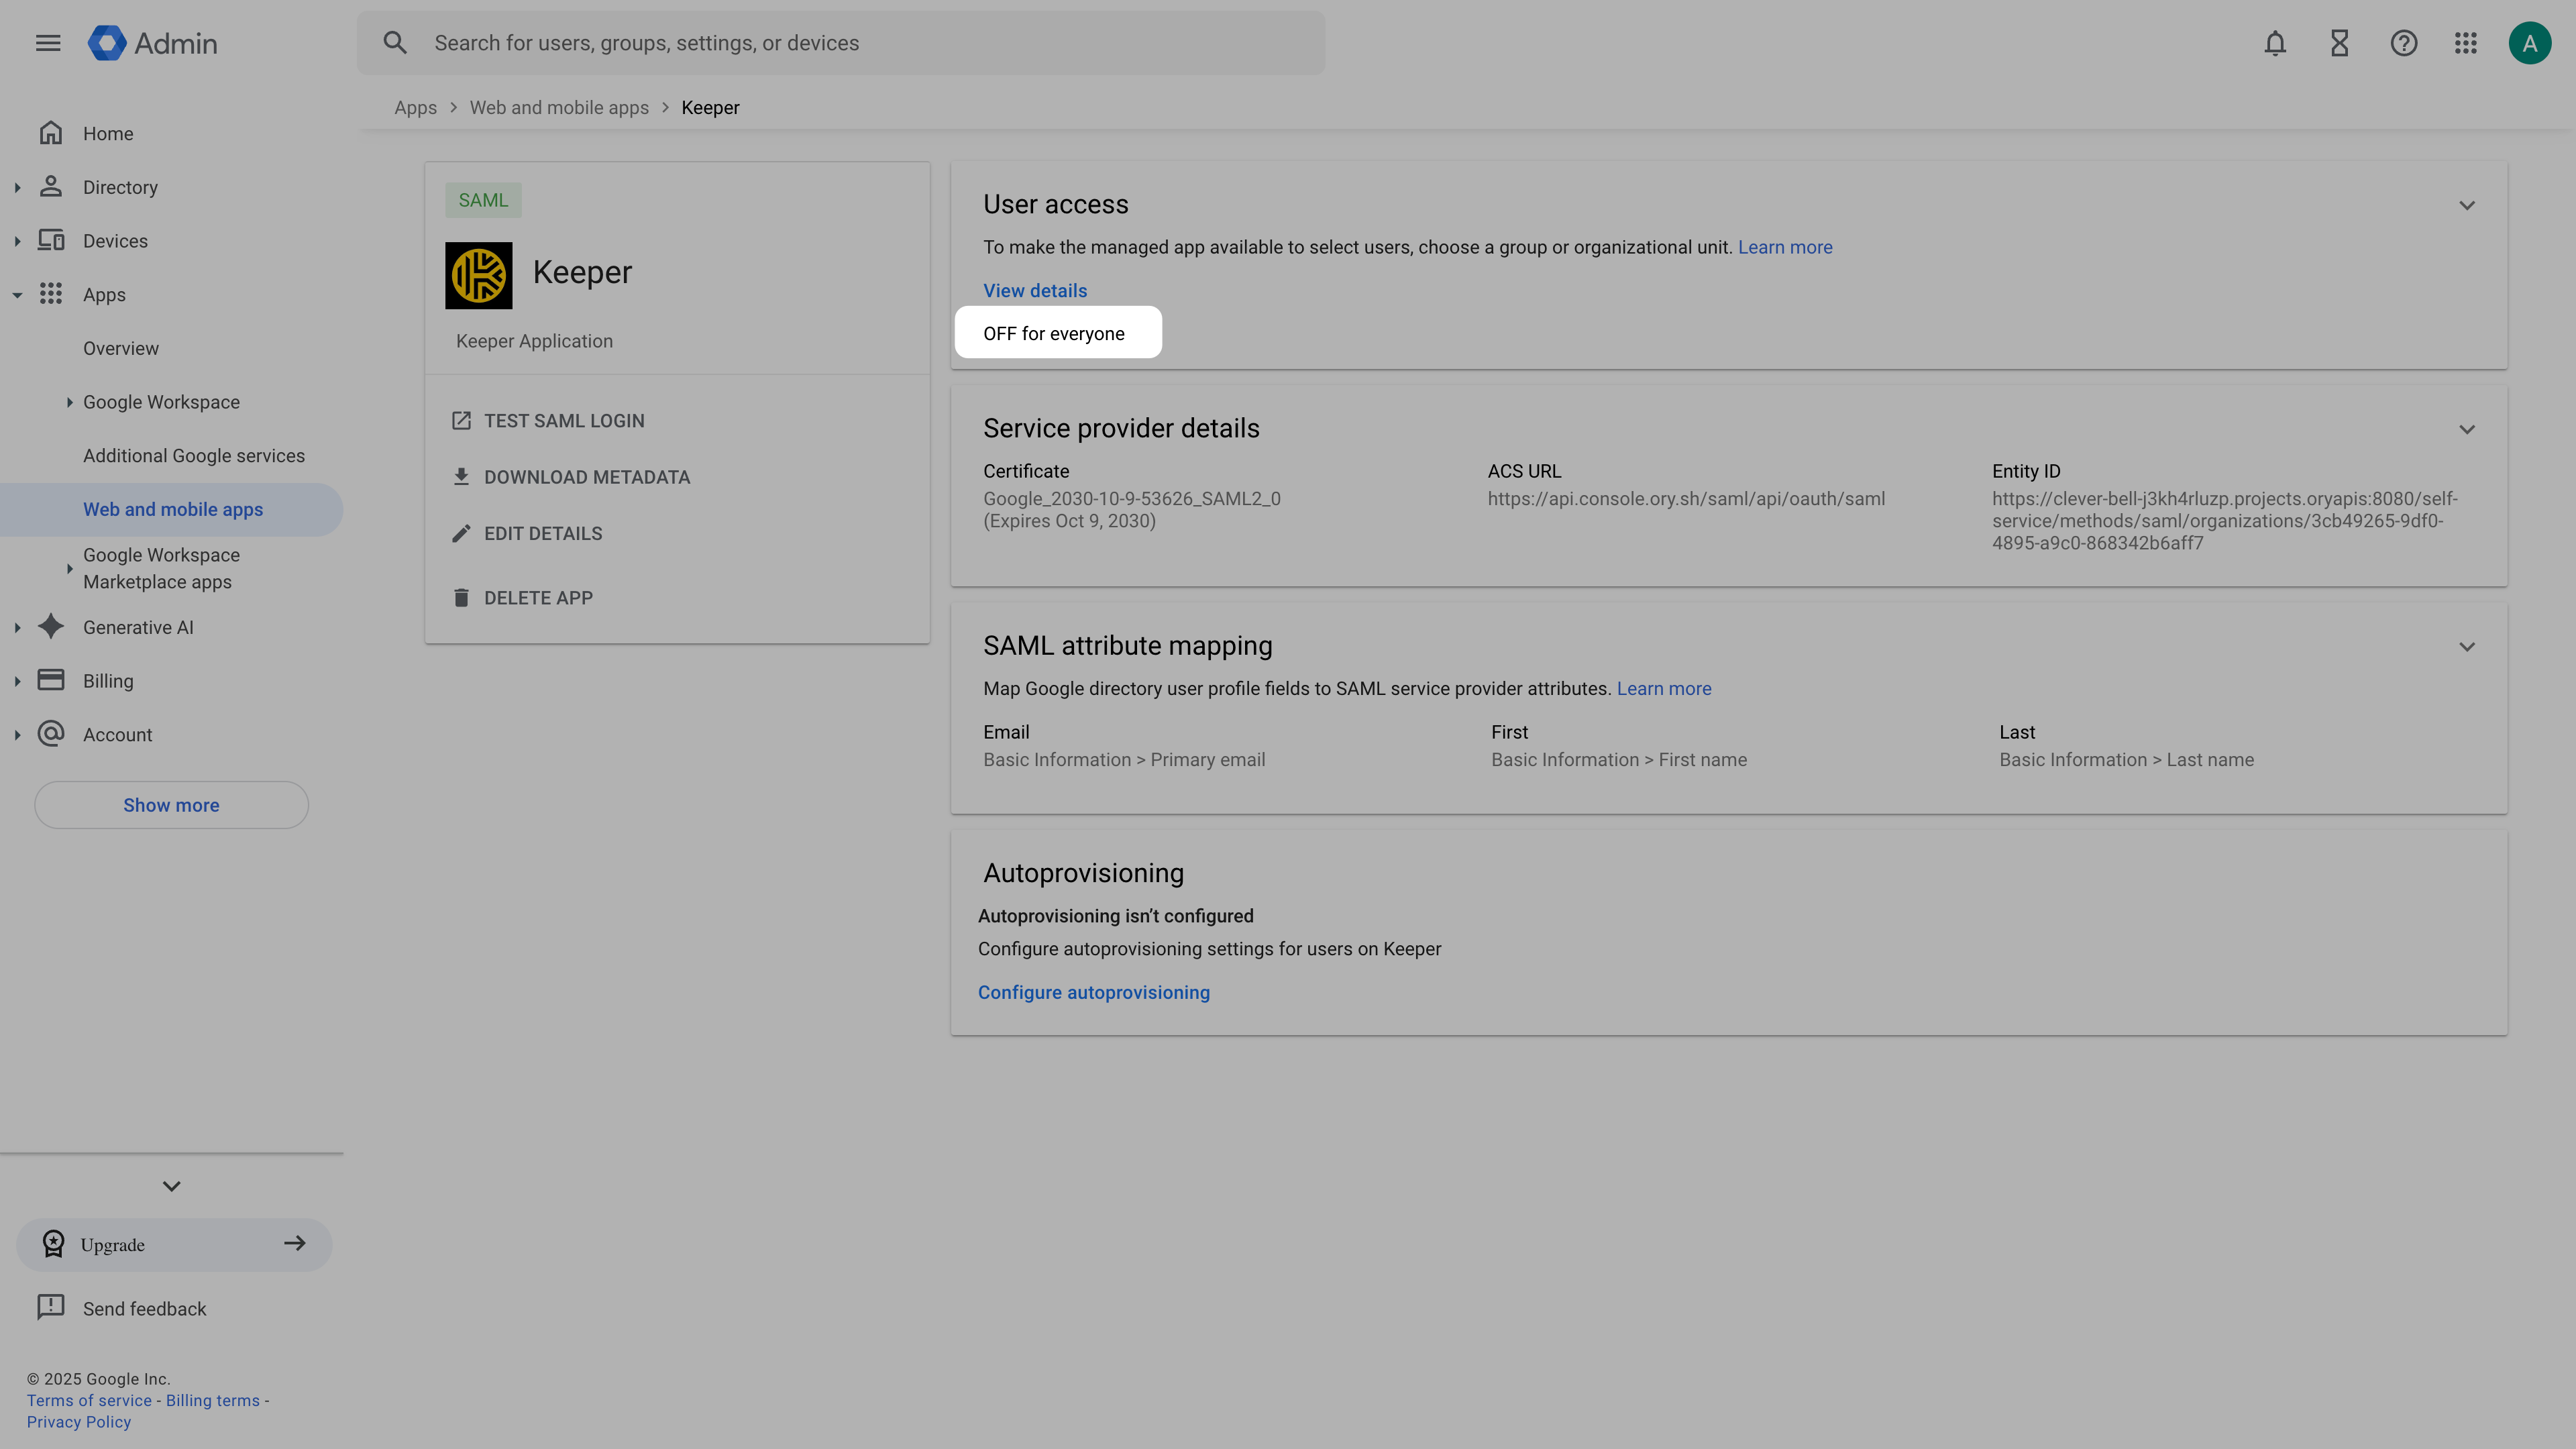 Admin
Search for users, groups, settings, or devices
A
Apps > Web and mobile apps > Keeper
Home
Directory
Devices
Apps
Overview
Google Workspace
Additional Google services
Web and mobile apps
Google Workspace
Marketplace apps
Generative AI
Billing
Account
Show more
Upgrade
Send feedback
© 2025 Google Inc.
Terms of service - Billing terms -
Privacy Policy
SAML
Keeper
Keeper Application
TEST SAML LOGIN
DOWNLOAD METADATA
EDIT DETAILS
DELETE APP
User access
To make the managed app available to select users, choose a group or organizational unit. Learn more
View details
OFF for everyone
Service provider details
Certificate
Google_2030-10-9-53626_SAML2_0
(Expires Oct 9, 2030)
ACS URL
https://api.console.ory.sh/saml/api/oauth/saml
Entity ID
https://clever-bell-j3kh4rluzp.projects.oryapis:8080/self-
service/methods/saml/organizations/3cb49265-9df0-
4895-a9c0-868342b6aff7
SAML attribute mapping
Map Google directory user profile fields to SAML service provider attributes. Learn more
Email
Basic Information > Primary email
First
Basic Information > First name
Last
Basic Information > Last name
Autoprovisioning
Autoprovisioning isn’t configured
Configure autoprovisioning settings for users on Keeper
Configure autoprovisioning